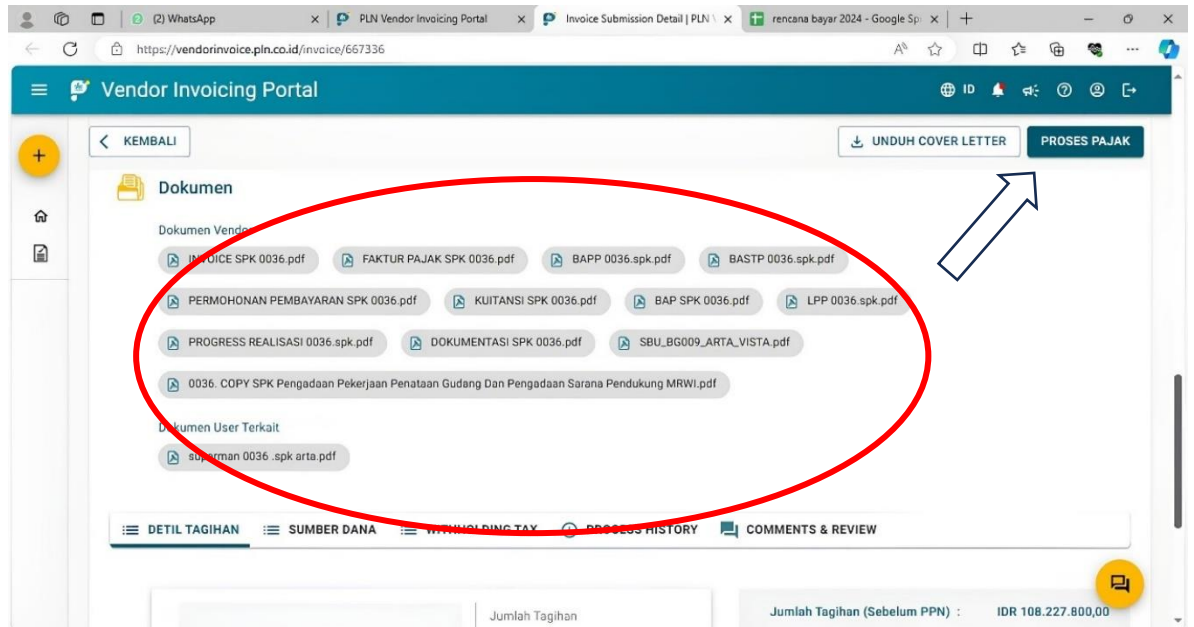 (2) WhatsApp
PLN Vendor Invoicing Portal
Invoice Submission Detail | PLN
rencana bayar 2024 - Google Sp
https://vendorinvoice.pln.co.id/invoice/667336
Vendor Invoicing Portal
ID
KEMBALI
UNDUH COVER LETTER
PROSES PAJAK
Dokumen
Dokumen Vendor
INVOICE SPK 0036.pdf
FAKTUR PAJAK SPK 0036.pdf
BAPP 0036.spk.pdf
BASTP 0036.spk.pdf
PERMOHONAN PEMBAYARAN SPK 0036.pdf
KUITANSI SPK 0036.pdf
BAP SPK 0036.pdf
LPP 0036.spk.pdf
PROGRESS REALISASI 0036.spk.pdf
DOKUMENTASI SPK 0036.pdf
SBU_BG009_ARTA_VISTA.pdf
0036. COPY SPK Pengadaan Pekerjaan Penataan Gudang Dan Pengadaan Sarana Pendukung MRWI.pdf
Dokumen User Terkait
superman 0036 .spk arta.pdf
DETIL TAGIHAN
SUMBER DANA
WITHHOLDING TAX
PROCESS HISTORY
COMMENTS & REVIEW
Jumlah Tagihan
Jumlah Tagihan (Sebelum PPN) :
IDR 108.227.800,00